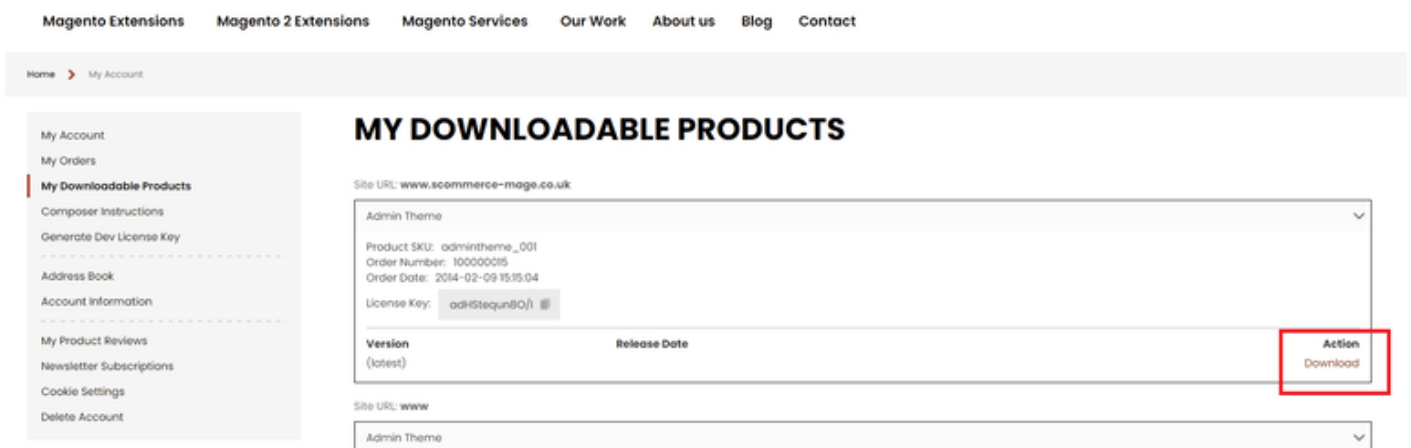 Magento Extensions Magento 2 Extensions Magento Services Our Work About us Blog Contact
Home My Account
My Account
My Orders
My Downloadable Products
Composer Instructions
Generate Dev License Key
Address Book
Account Information
My Product Reviews
Newsletter Subscriptions
Cookie Settings
Delete Account
MY DOWNLOADABLE PRODUCTS
Site URL: www.scommerce-mage.co.uk
Admin Theme
Product SKU: admintheme_001
Order Number: 100000015
Order Date: 2014-02-09 15:15:04
License Key:
Version Release Date Action
(latest) Download
Site URL: www
Admin Theme